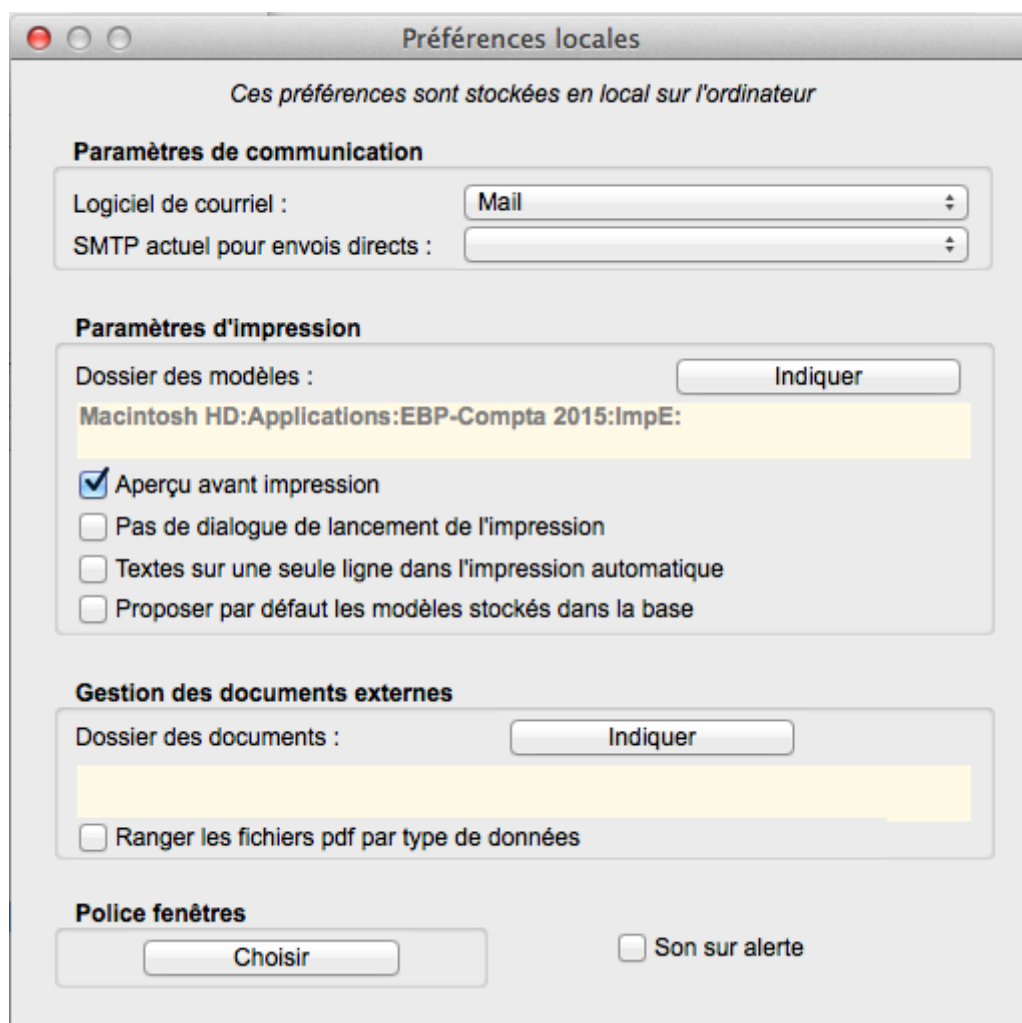 Préférences locales
Ces préférences sont stockées en local sur l'ordinateur
Paramètres de communication
Logiciel de courriel : Mail
SMTP actuel pour envois directs :
Paramètres d'impression
Dossier des modèles : Indiquer
Macintosh HD:Applications:EBP-Compta 2015:ImpE:
Aperçu avant impression
Pas de dialogue de lancement de l'impression
Textes sur une seule ligne dans l'impression automatique
Proposer par défaut les modèles stockés dans la base
Gestion des documents externes
Dossier des documents : Indiquer
Ranger les fichiers pdf par type de données
Police fenêtres
Choisir Son sur alerte